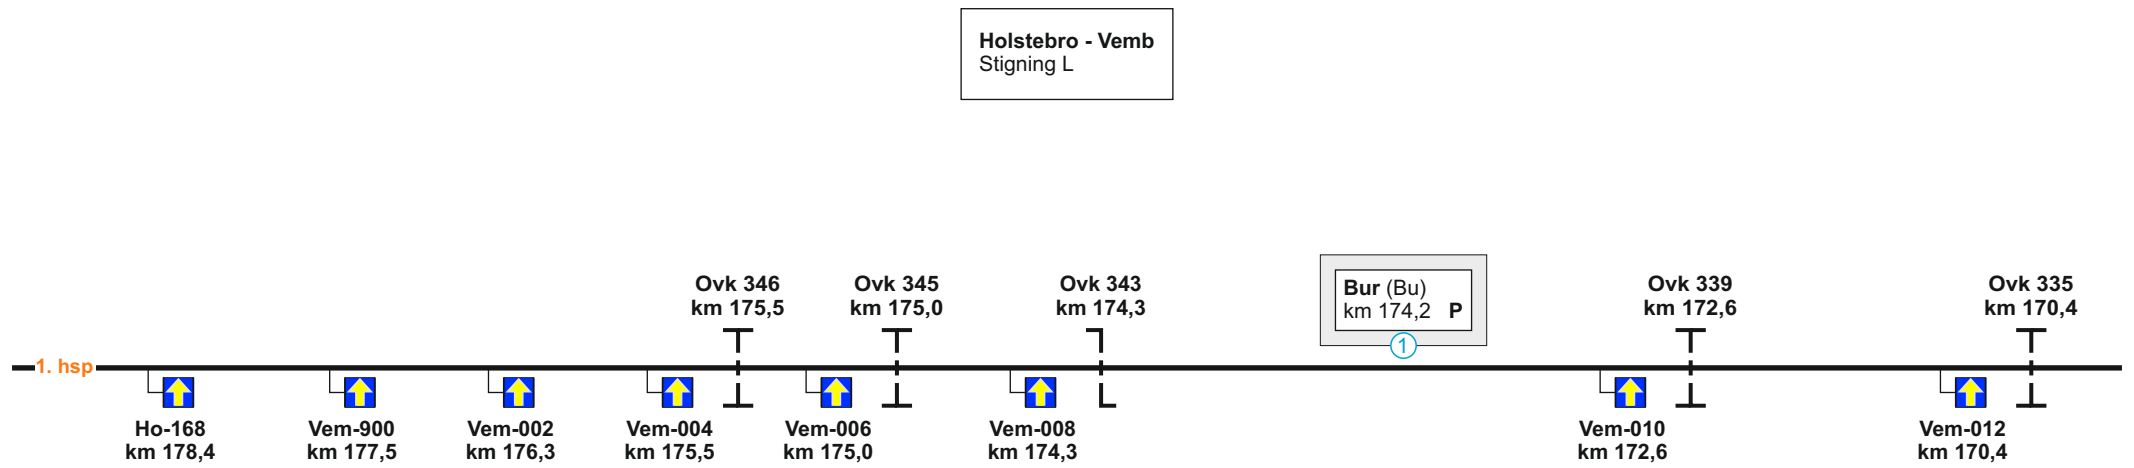 Holstebro - Vemb
Stigning L
Ovk 346
km 175,5
Ovk 345
km 175,0
Ovk 343
km 174,3
Bur (Bu)
km 174,2 P
1
Ovk 339
km 172,6
Ovk 335
km 170,4
1. hsp
Ho-168
km 178,4
Vem-900
km 177,5
Vem-002
km 176,3
Vem-004
km 175,5
Vem-006
km 175,0
Vem-008
km 174,3
Vem-010
km 172,6
Vem-012
km 170,4